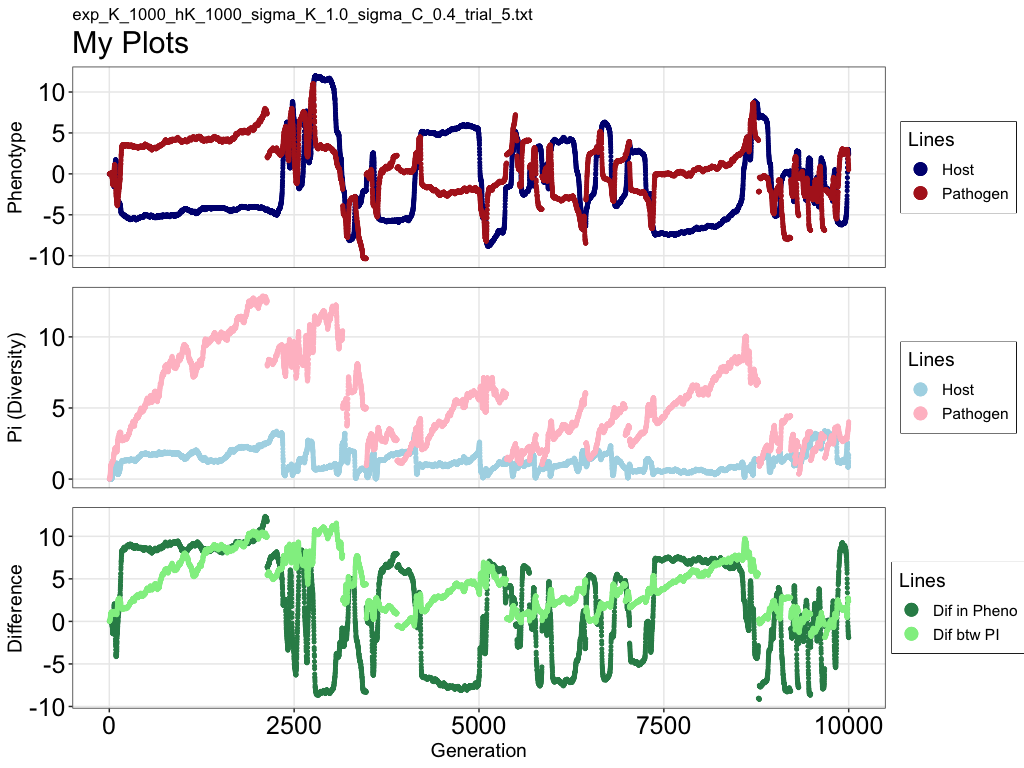 exp_K_1000_hK_1000_sigma_K_1.0_sigma_C_0.4_trial_5.txt
My Plots
Phenotype
10
5
0
-5
-10
Lines
Host
Pathogen
Pi (Diversity)
10
5
0
Lines
Host
Pathogen
Difference
10
5
0
-5
-10
Lines
Dif in Pheno
Dif btw PI
0 2500 5000 7500 10000
Generation